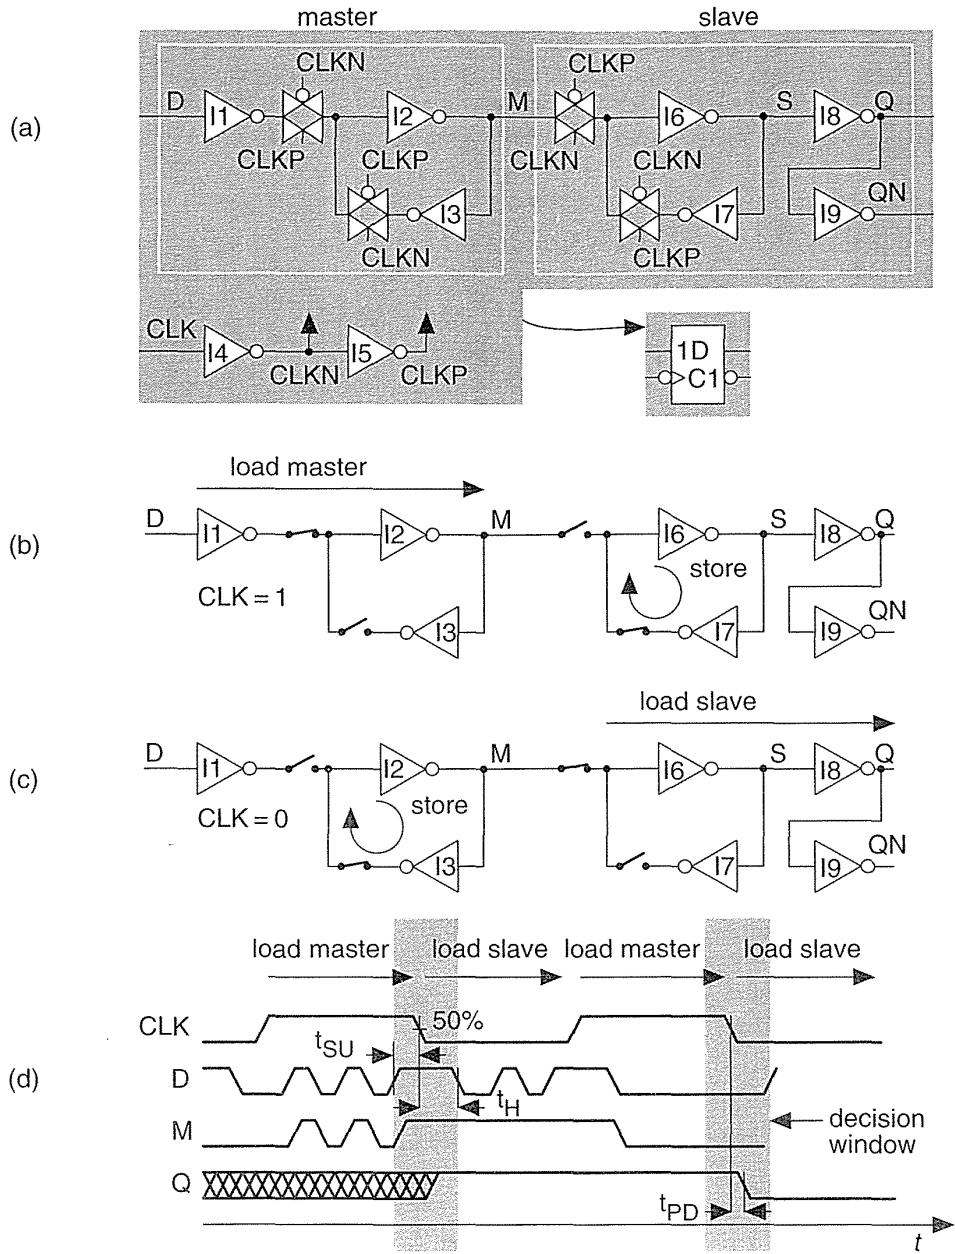 master slave
(a)
CLKN CLKP
D I1 I2 M I6 S I8 Q
CLKP CLKP CLKN CLKN
I3 I7 I9 QN
CLKN CLKP
CLK I4 I5
CLKN CLKP
1D
C1
load master
(b)
D I1 I2 M I6 S I8 Q
store
CLK = 1
I3 I7 I9 QN
load slave
(c)
D I1 I2 M I6 S I8 Q
store
CLK = 0
I3 I7 I9 QN
load master load slave load master load slave
CLK 50%
tSU
(d)
D
tH
M
decision
window
Q
tPD
t